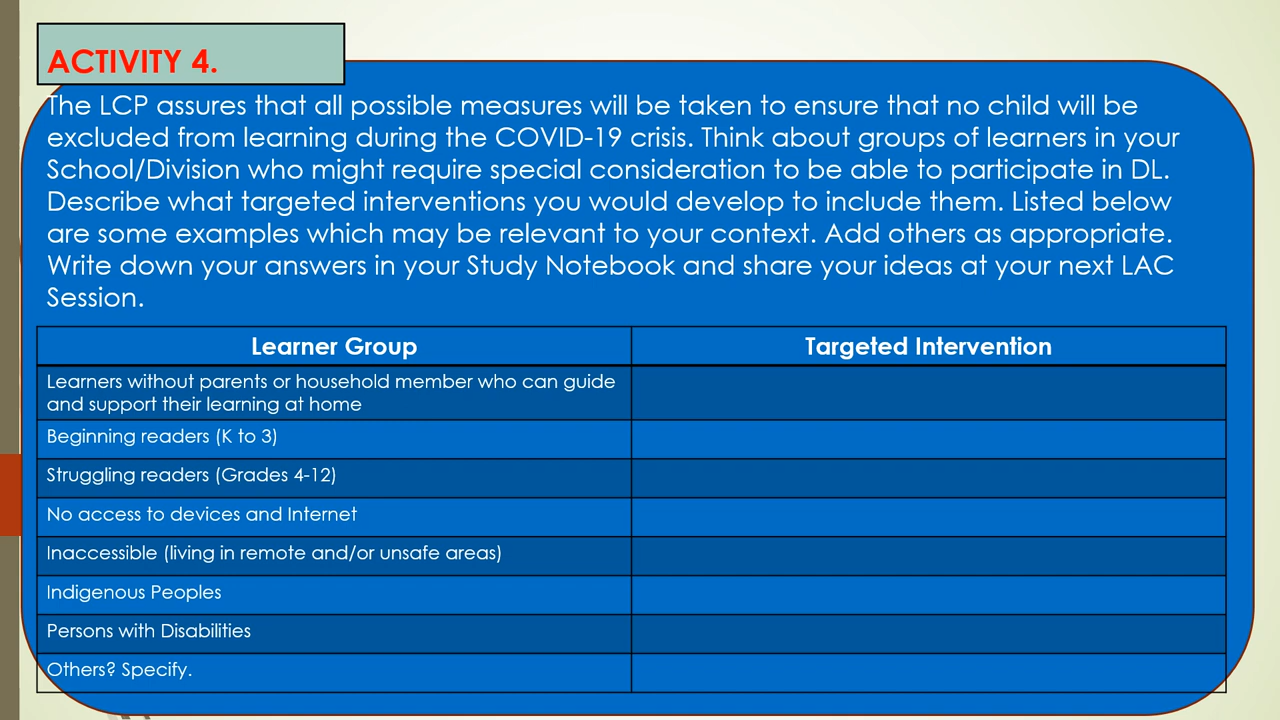 ACTIVITY 4.
The LCP assures that all possible measures will be taken to ensure that no child will be
excluded from learning during the COVID-19 crisis. Think about groups of learners in your
School/Division who might require special consideration to be able to participate in DL.
Describe what targeted interventions you would develop to include them. Listed below
are some examples which may be relevant to your context. Add others as appropriate.
Write down your answers in your Study Notebook and share your ideas at your next LAC
Session.
Learner Group
Targeted Intervention
Learners without parents or household member who can guide
and support their learning at home
Beginning readers (K to 3)
Struggling readers (Grades 4-12)
No access to devices and Internet
Inaccessible (living in remote and/or unsafe areas)
Indigenous Peoples
Persons with Disabilities
Others? Specify.